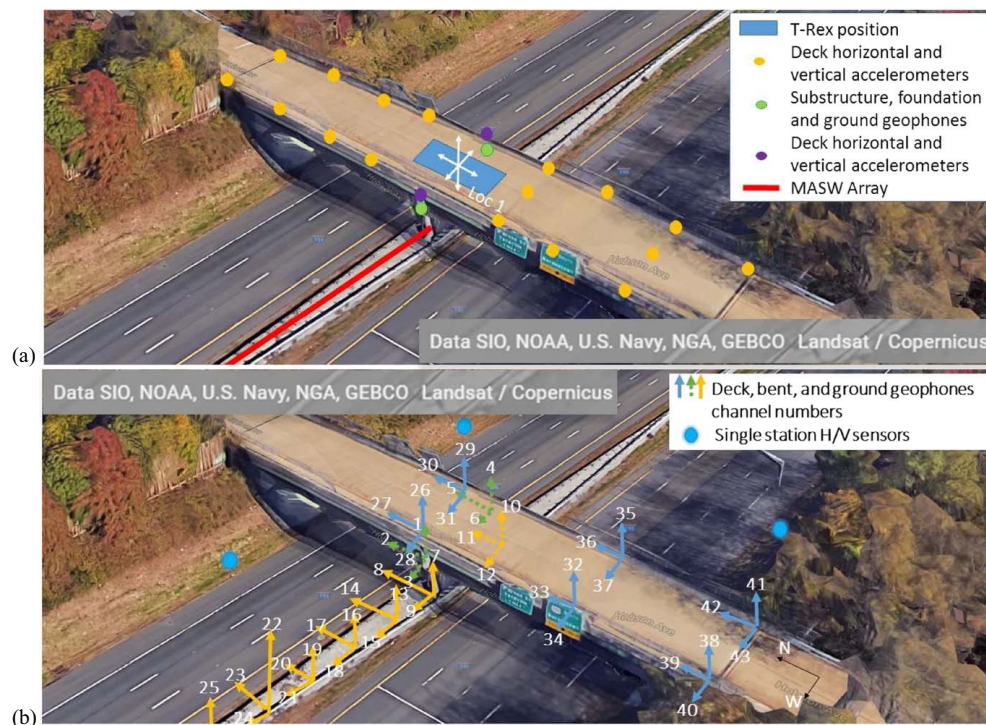 T-Rex position
Deck horizontal and
vertical accelerometers
Substructure, foundation
and ground geophones
Deck horizontal and
vertical accelerometers
MASW Array
Loc 1
Hobson Ave
Data SIO, NOAA, U.S. Navy, NGA, GEBCO Landsat / Copernicus
(a)
Data SIO, NOAA, U.S. Navy, NGA, GEBCO Landsat / Copernicus
Deck, bent, and ground geophones
channel numbers
Single station H/V sensors
29
30
4
5
27
26
31
6
10
1
11
35
2
28
36
12
7
8
3
32
37
14
13
9
33
41
16
34
42
22
17
15
38
19
Hobson Ave
43
N
20
18
39
23
21
W
25
40
24
(b)